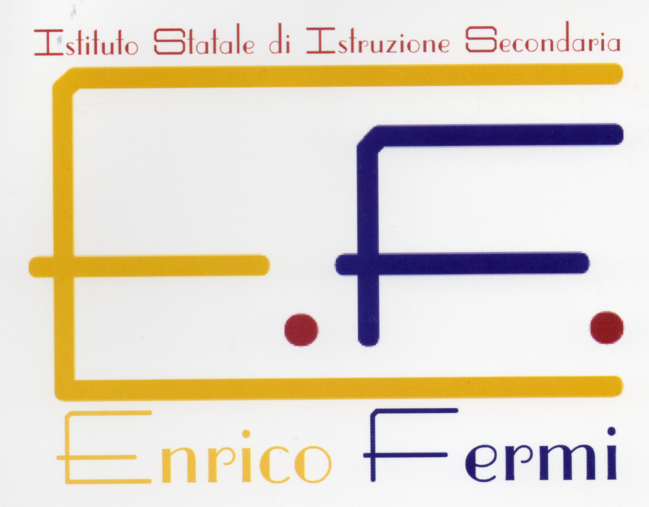 Istituto Statale di Istruzione Secondaria
E.F.
Enrico Fermi